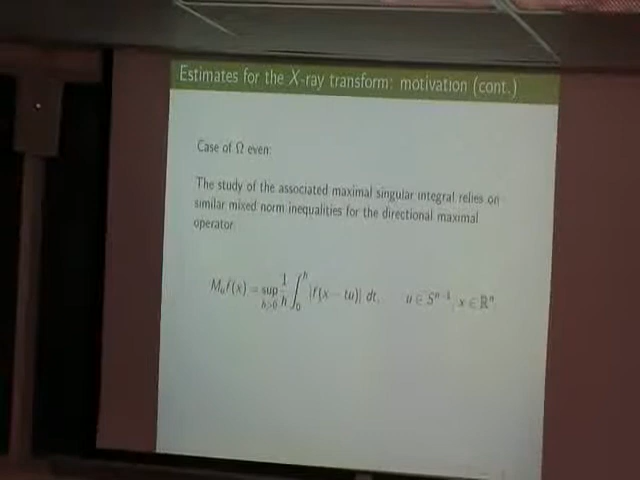 Estimates for the X-ray transform: motivation (cont.)
Case of Ω even:
The study of the associated maximal singular integral relies on
similar mixed norm inequalities for the directional maximal
operator
M_u f(x) = sup_{h>0} 1/h ∫_0^h |f(x − tu)| dt, u ∈ S^{n−1}, x ∈ ℝ^n